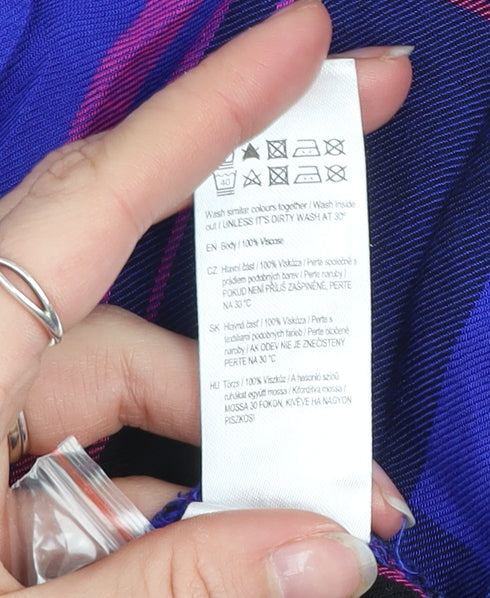 40
Wash similar colours together / Wash inside
out / UNLESS IT'S DIRTY WASH AT 30°
EN Body / 100% Viscose
CZ Hlavní část / 100% Viskóza / Perte společně s
prádlem podobných barev / Perte naruby /
POKUD NENÍ PŘÍLIŠ ZAŠPINĚNÉ, PERTE
NA 30 °C
SK Hlavná časť / 100% Viskóza / Perte s
textíliami podobných farieb / Perte otočené
naruby / AK ODEV NIE JE ZNEČISTENÝ
PERTE NA 30 °C
HU Törzs / 100% Viszkóz / A hasonló színű
ruhákat együtt mossa / Kifordítva mossa /
MOSSA 30 FOKON, KIVÉVE HA NAGYON
PISZKOS!